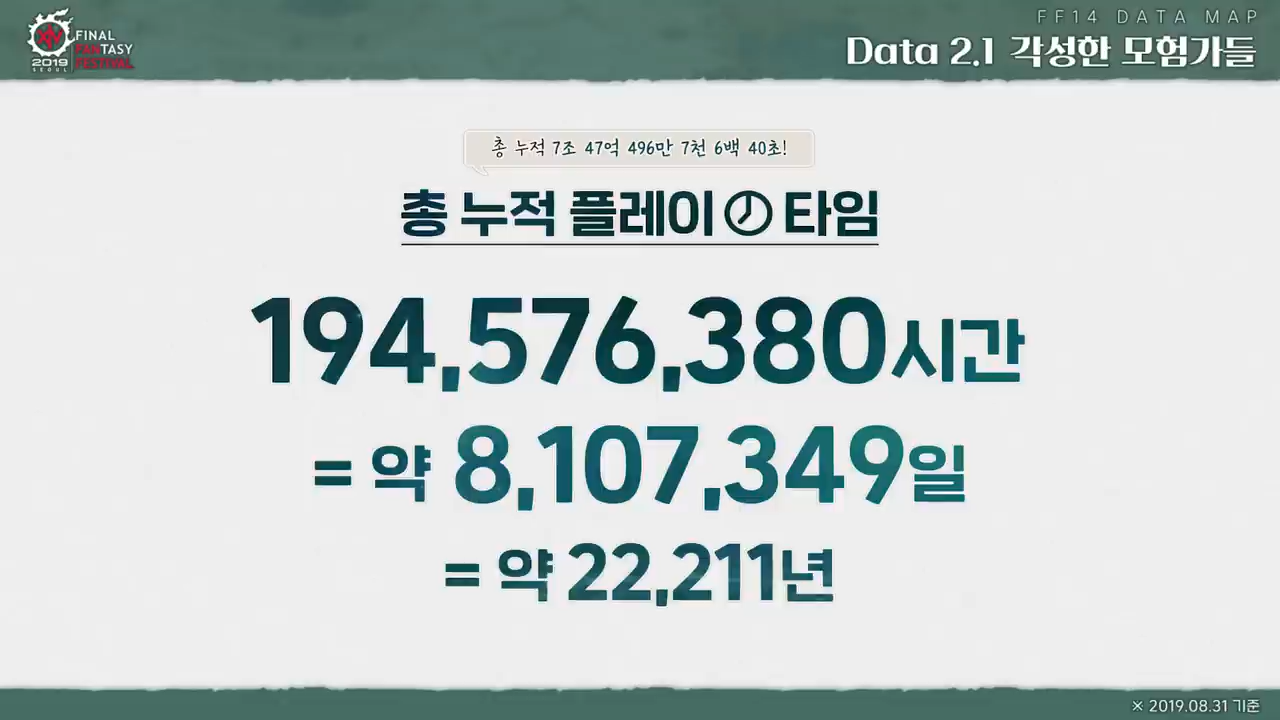 FINAL
FANTASY
2019 FESTIVAL
SEOUL
FF14 DATA MAP
Data 2.1 각성한 모험가들
총 누적 7조 47억 496만 7천 6백 40초!
총 누적 플레이 타임
194,576,380시간
= 약 8,107,349일
= 약 22,211년
※ 2019.08.31 기준